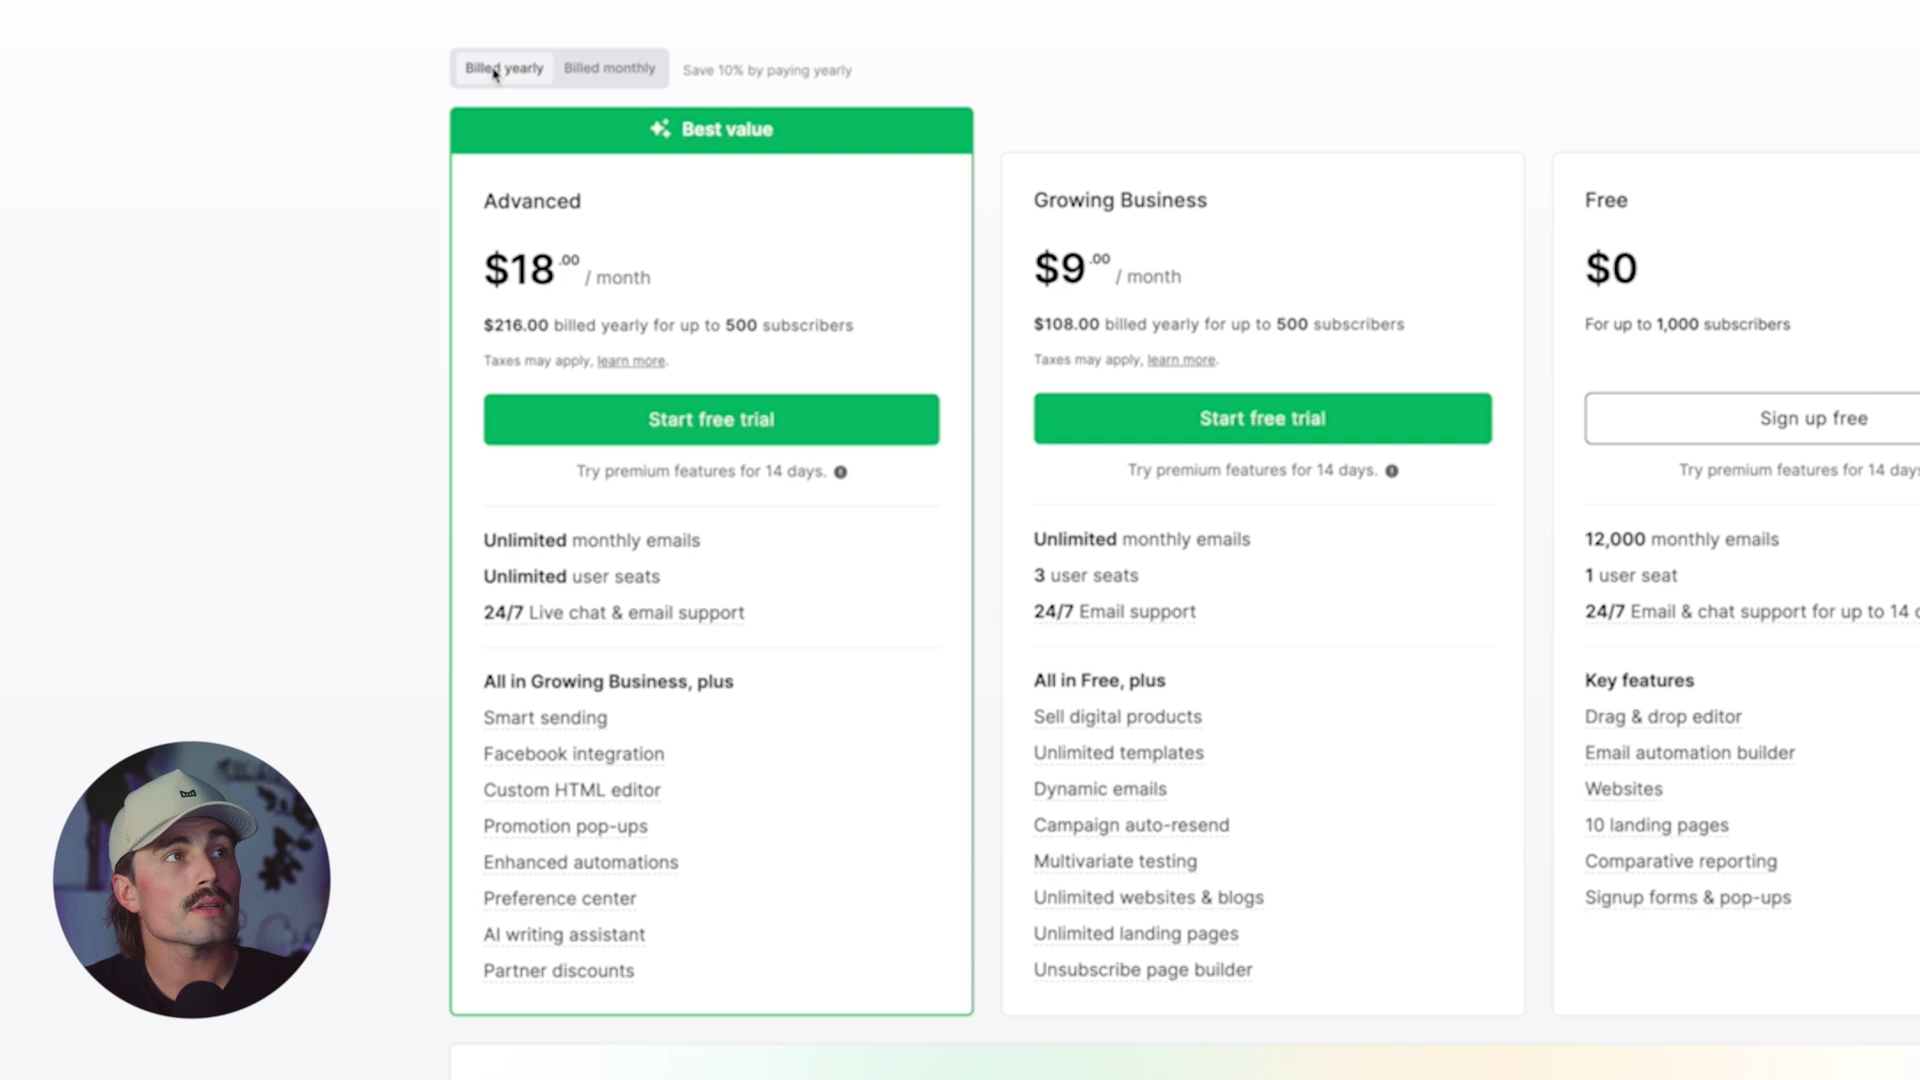 Billed yearly Billed monthly Save 10% by paying yearly
Best value
Advanced
$18.00 / month
$216.00 billed yearly for up to 500 subscribers
Taxes may apply, learn more.
Start free trial
Try premium features for 14 days.
Unlimited monthly emails
Unlimited user seats
24/7 Live chat & email support
All in Growing Business, plus
Smart sending
Facebook integration
Custom HTML editor
Promotion pop-ups
Enhanced automations
Preference center
AI writing assistant
Partner discounts
Growing Business
$9.00 / month
$108.00 billed yearly for up to 500 subscribers
Taxes may apply, learn more.
Start free trial
Try premium features for 14 days.
Unlimited monthly emails
3 user seats
24/7 Email support
All in Free, plus
Sell digital products
Unlimited templates
Dynamic emails
Campaign auto-resend
Multivariate testing
Unlimited websites & blogs
Unlimited landing pages
Unsubscribe page builder
Free
$0
For up to 1,000 subscribers
Sign up free
Try premium features for 14 days
12,000 monthly emails
1 user seat
24/7 Email & chat support for up to 14
Key features
Drag & drop editor
Email automation builder
Websites
10 landing pages
Comparative reporting
Signup forms & pop-ups